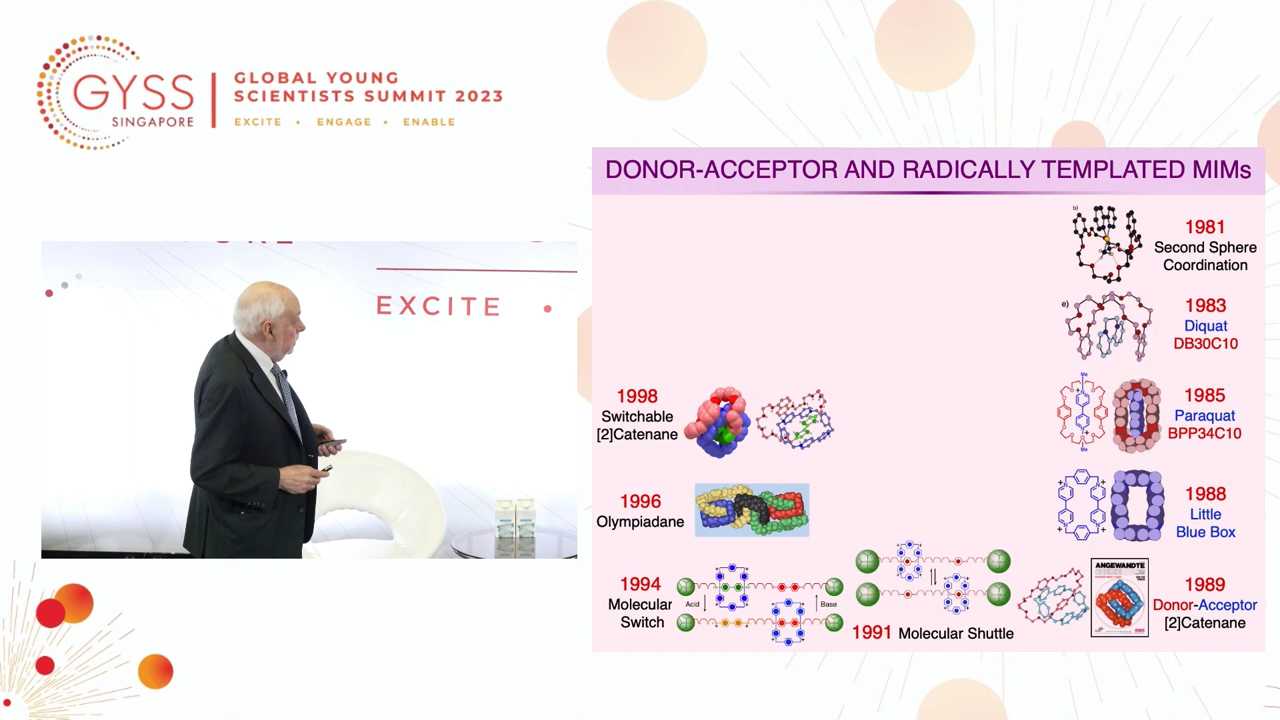 GYSS
SINGAPORE
GLOBAL YOUNG
SCIENTISTS SUMMIT 2023
EXCITE • ENGAGE • ENABLE
EXCITE
DONOR-ACCEPTOR AND RADICALLY TEMPLATED MIMs
b)
1981
Second Sphere
Coordination
e)
1983
Diquat
DB30C10
Me
Me
1985
Paraquat
BPP34C10
1988
Little
Blue Box
1998
Switchable
[2]Catenane
1996
Olympiadane
1994
Molecular
Switch
Acid
Base
1991 Molecular Shuttle
ANGEWANDTE
1989
Donor-Acceptor
[2]Catenane